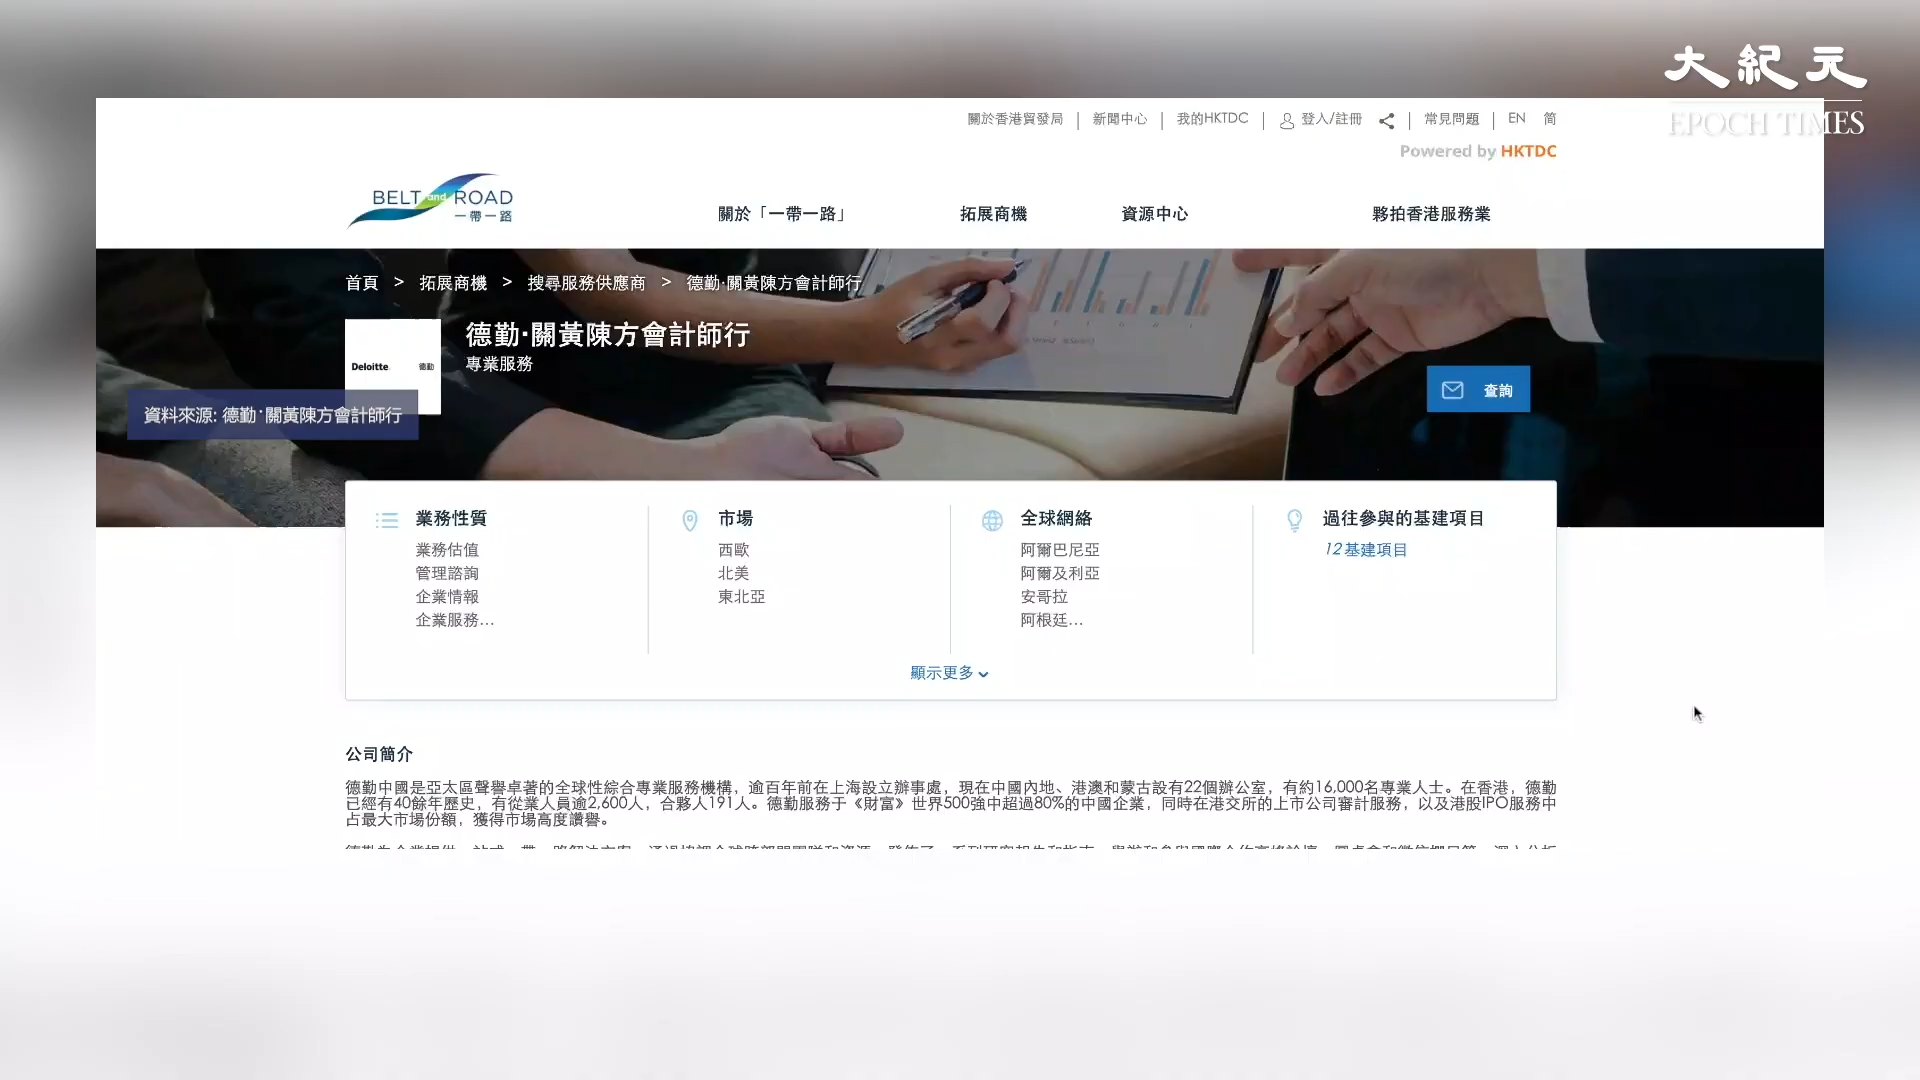 大紀元
EPOCH TIMES
關於香港貿發局 | 新聞中心 | 我的HKTDC | 登入/註冊 | 常見問題 | EN 简
Powered by HKTDC
BELT and ROAD
一帶一路
關於「一帶一路」 拓展商機 資源中心 夥拍香港服務業
首頁 > 拓展商機 > 搜尋服務供應商 > 德勤·關黃陳方會計師行
德勤·關黃陳方會計師行
專業服務
Deloitte 德勤
查詢
資料來源: 德勤˙關黃陳方會計師行
業務性質
業務估值
管理諮詢
企業情報
企業服務...
市場
西歐
北美
東北亞
全球網絡
阿爾巴尼亞
阿爾及利亞
安哥拉
阿根廷...
過往參與的基建項目
12基建項目
顯示更多
公司簡介
德勤中國是亞太區聲譽卓著的全球性綜合專業服務機構，逾百年前在上海設立辦事處，現在中國內地、港澳和蒙古設有22個辦公室，有約16,000名專業人士。在香港，德勤
已經有40餘年歷史，有從業人員逾2,600人，合夥人191人。德勤服務于《財富》世界500強中超過80%的中國企業，同時在港交所的上市公司審計服務，以及港股IPO服務中
占最大市場份額，獲得市場高度讚譽。